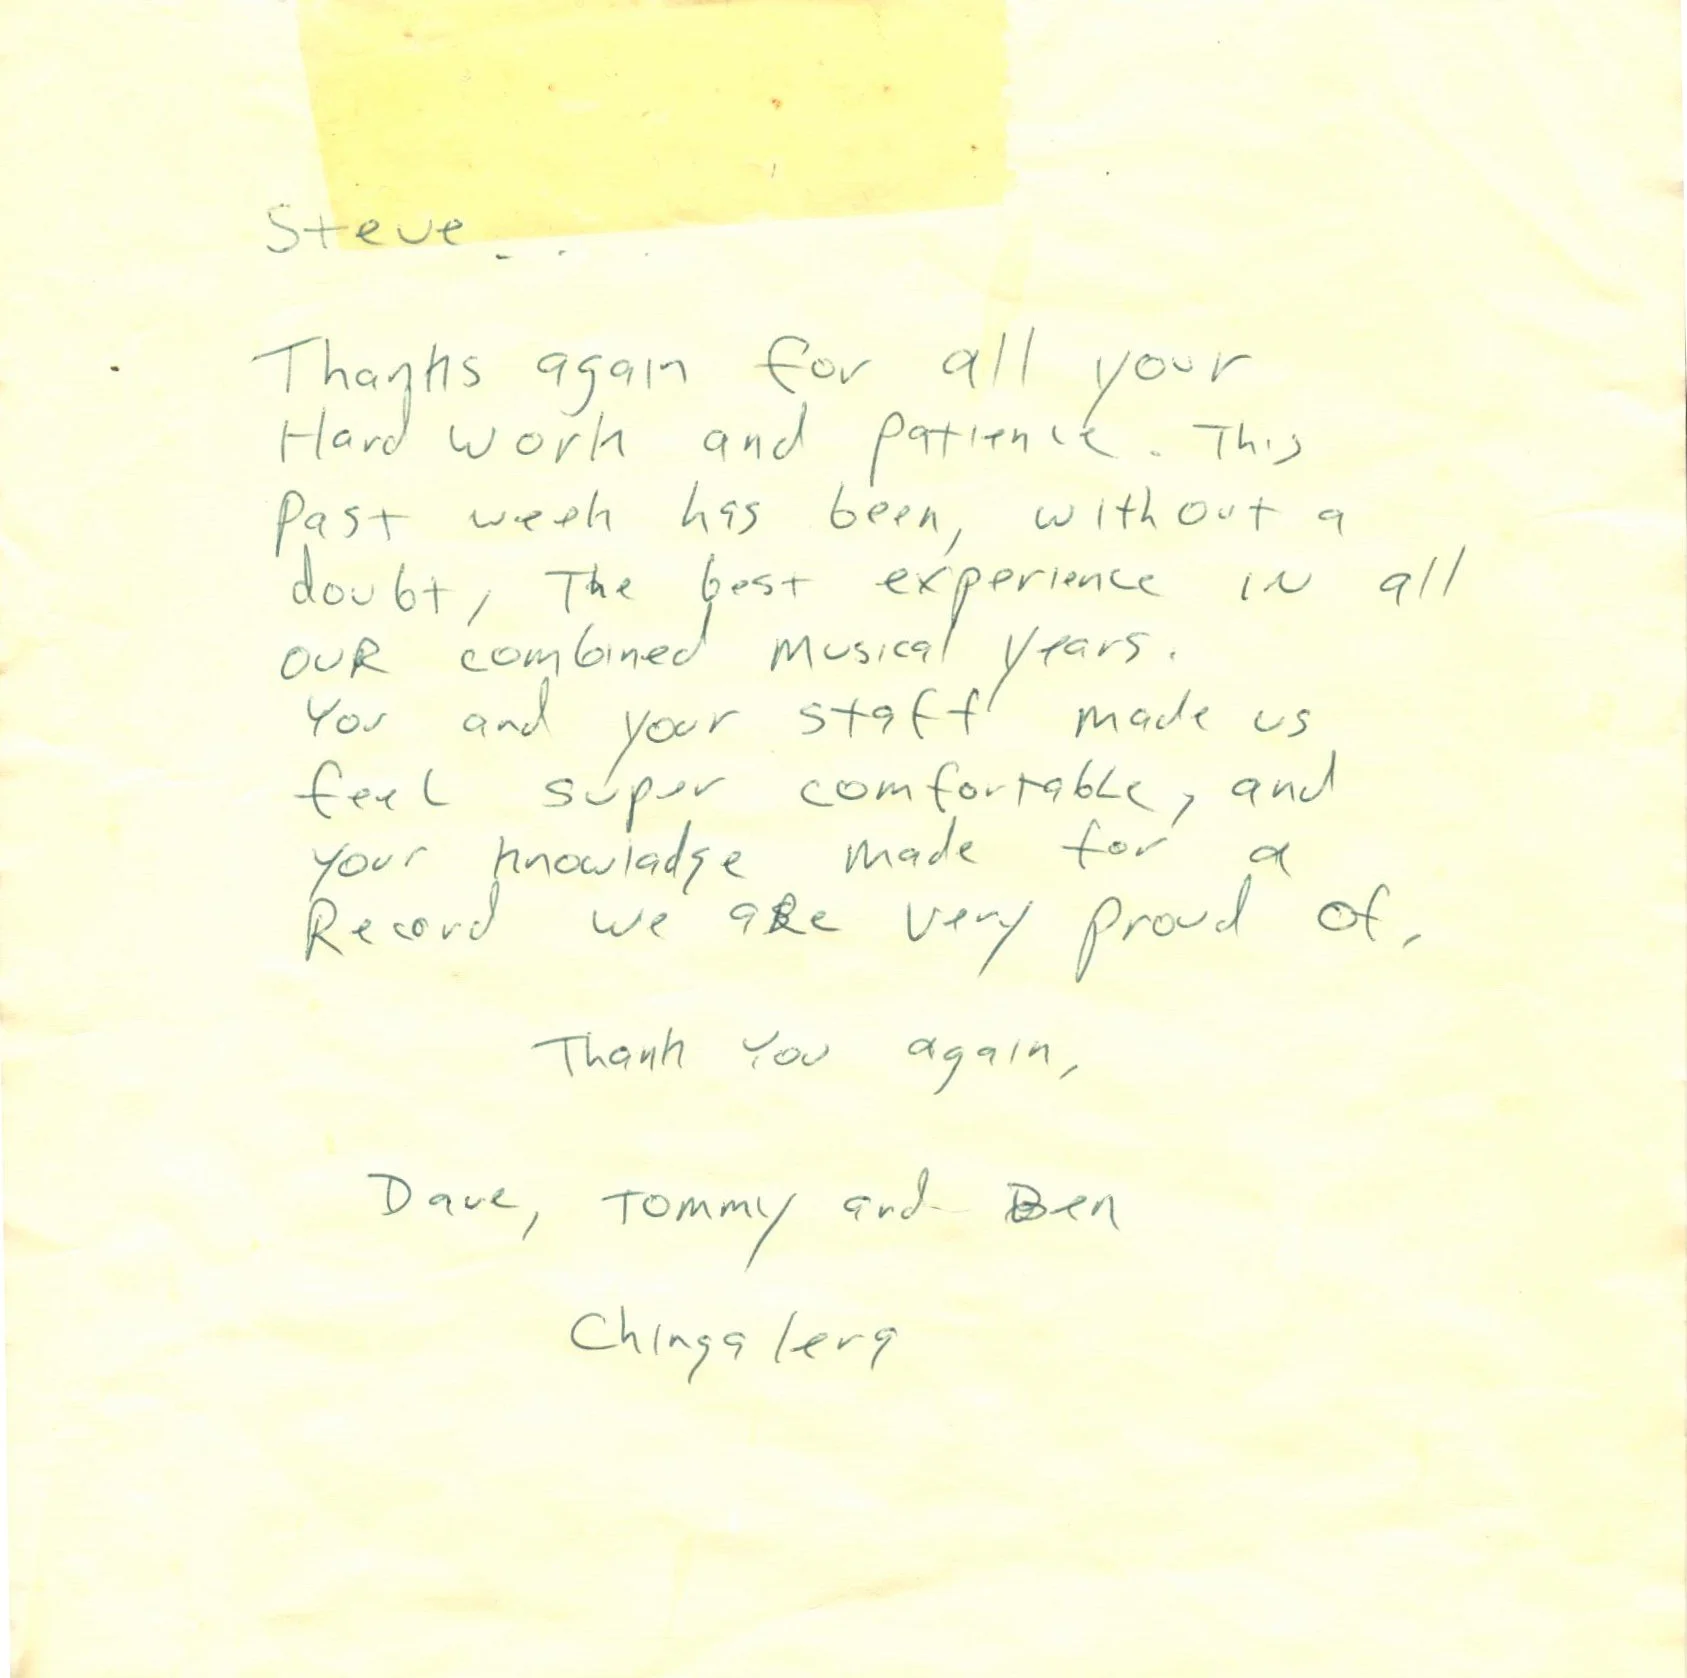 Steve...
Thanks again for all your
Hard work and patience. This
past week has been, without a
doubt, The best experience in all
OUR combined musical years.
You and your staff made us
feel super comfortable, and
your knowladge made for a
Record we aRe very proud of.
Thank You again,
Dave, Tommy and Ben
Chingalera